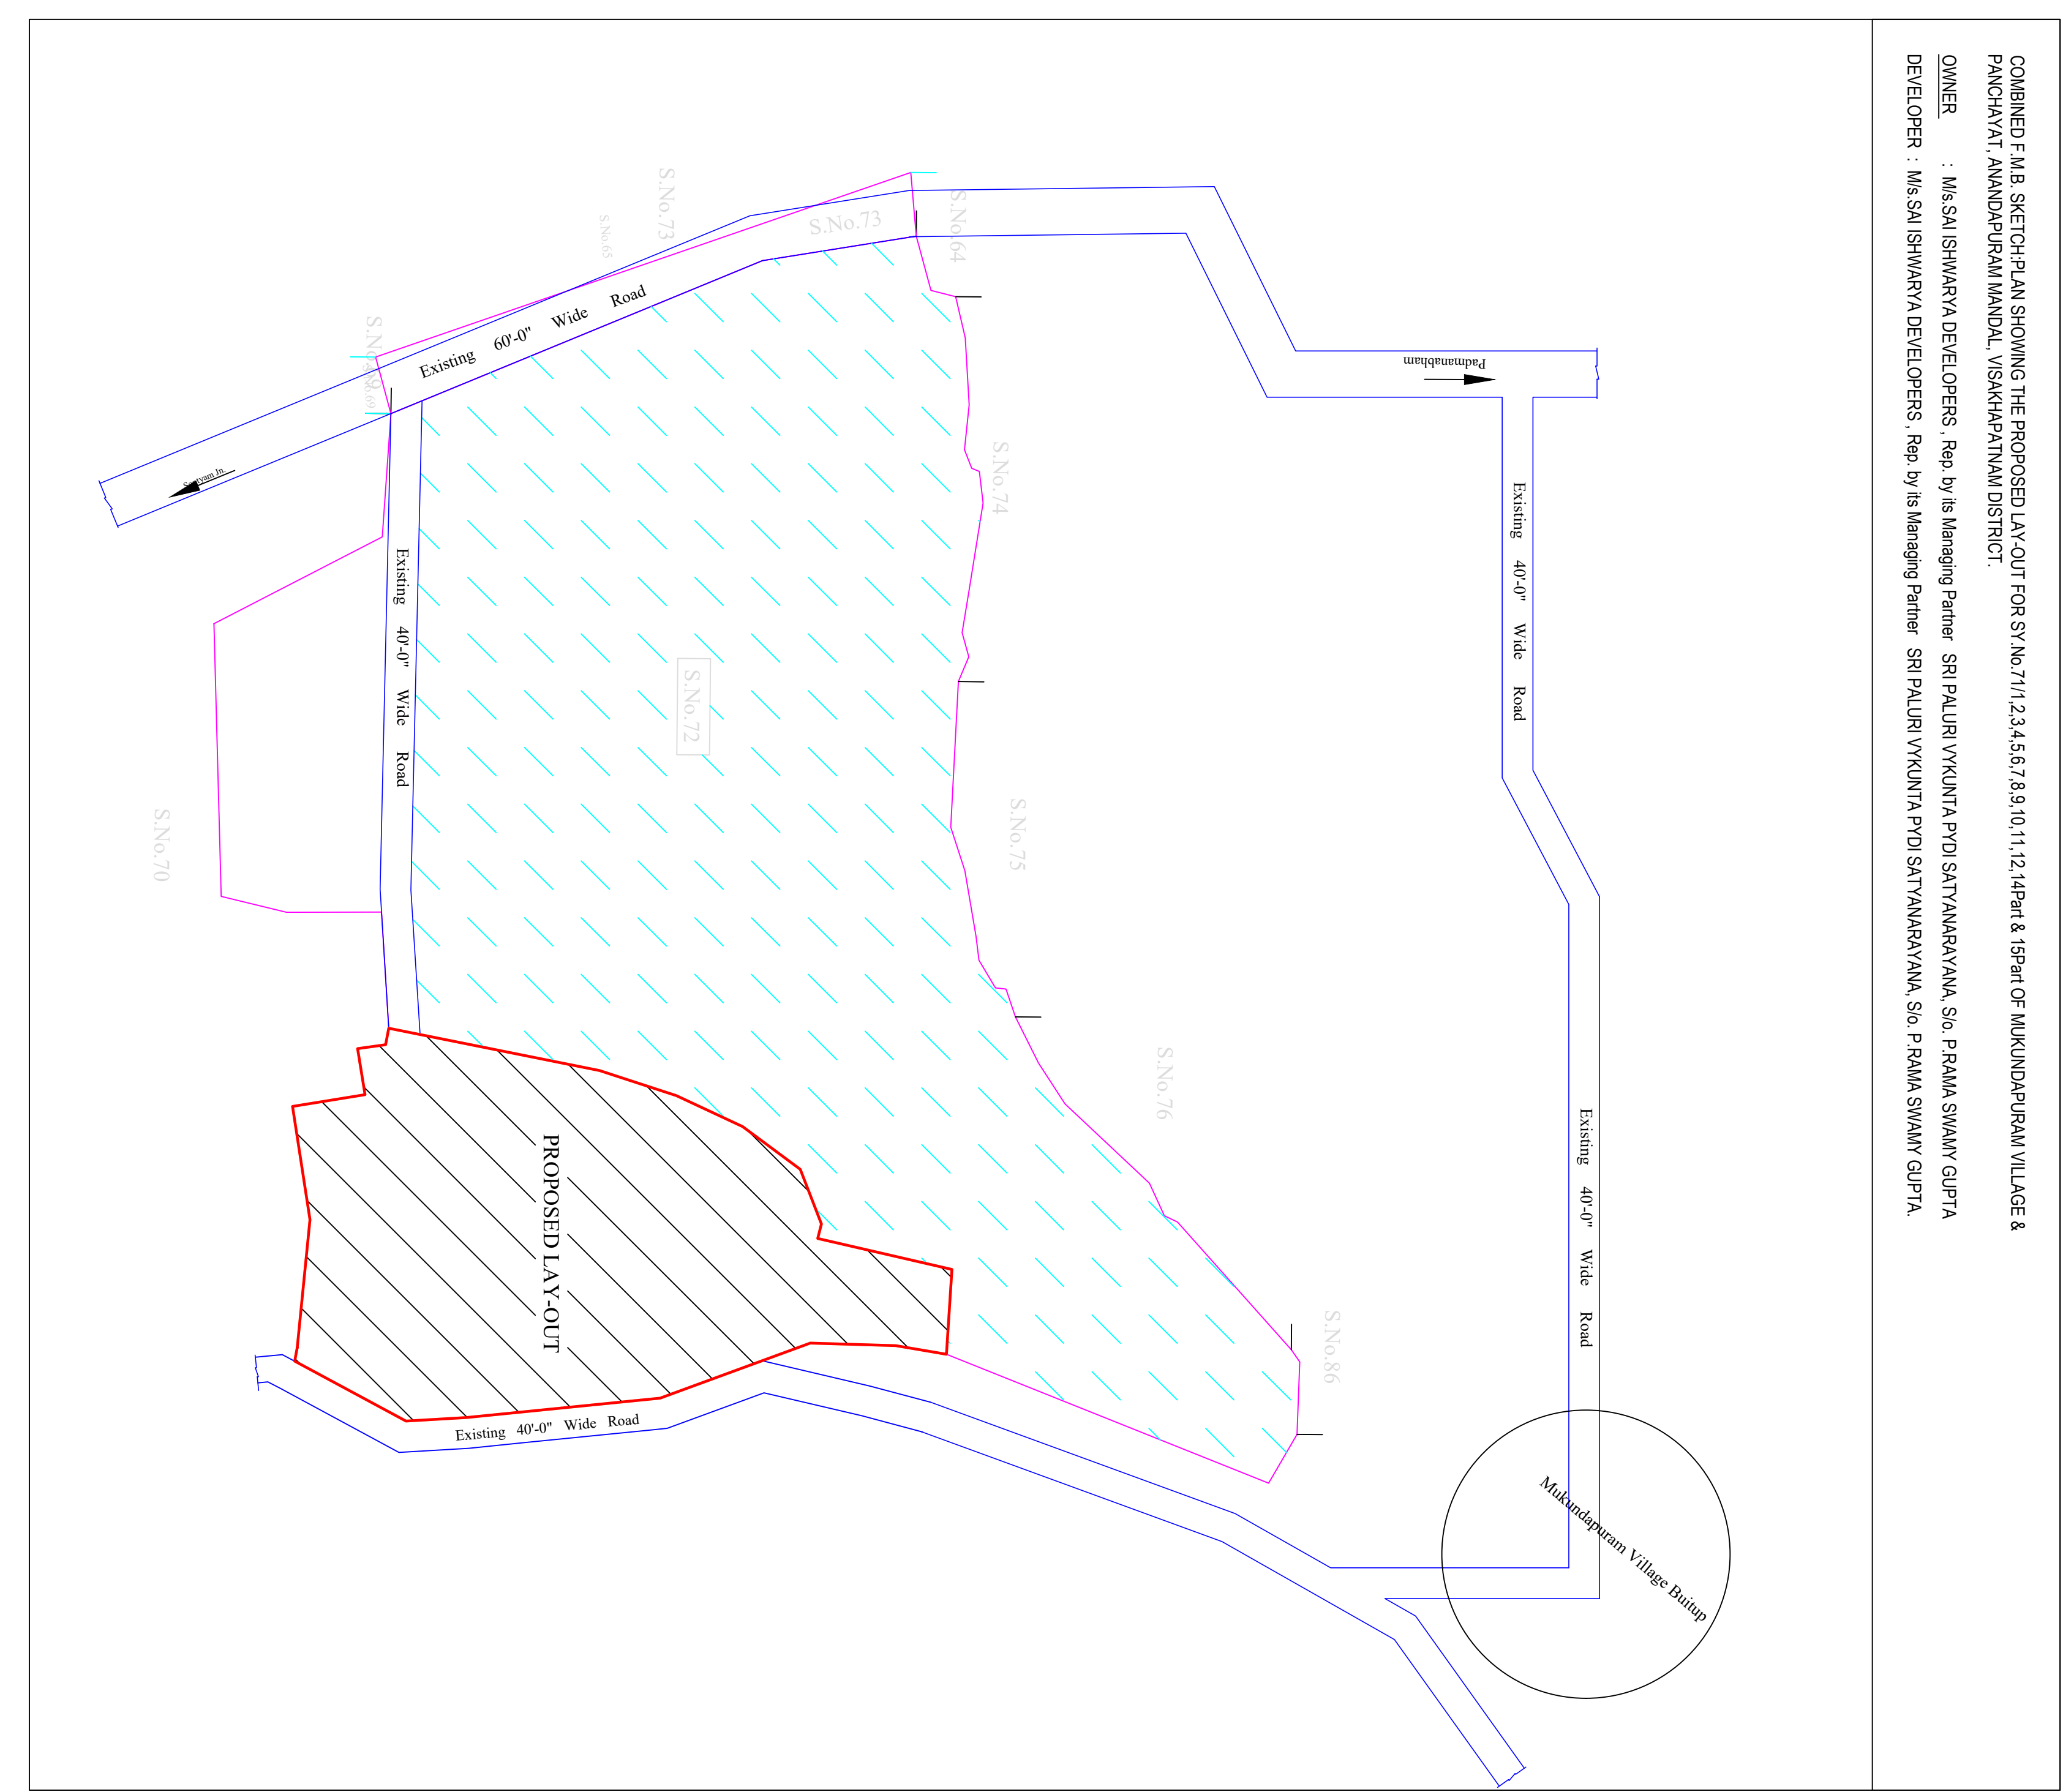 COMBINED F.M.B. SKETCH:PLAN SHOWING THE PROPOSED LAY-OUT FOR SY.No.71/1,2,3,4,5,6,7,8,9,10,11,12,14Part & 15Part OF MUKUNDAPURAM VILLAGE &
PANCHAYAT, ANANDAPURAM MANDAL, VISAKHAPATNAM DISTRICT.
OWNER : M/s.SAI ISHWARYA DEVELOPERS , Rep. by its Managing Partner SRI PALURI VYKUNTA PYDI SATYANARAYANA, S/o. P.RAMA SWAMY GUPTA
DEVELOPER : M/s.SAI ISHWARYA DEVELOPERS , Rep. by its Managing Partner SRI PALURI VYKUNTA PYDI SATYANARAYANA, S/o. P.RAMA SWAMY GUPTA.
S.No.73
S.No.65
S.No.73
S.No.64
Existing 60'-0" Wide Road
S.No.69
Padmanabham
Existing 40'-0" Wide Road
S.No.74
Existing 40'-0" Wide Road
S.No.72
S.No.70
S.No.75
S.No.76
Existing 40'-0" Wide Road
PROPOSED LAY-OUT
S.No.86
Existing 40'-0" Wide Road
Mukundapuram Village Buitup